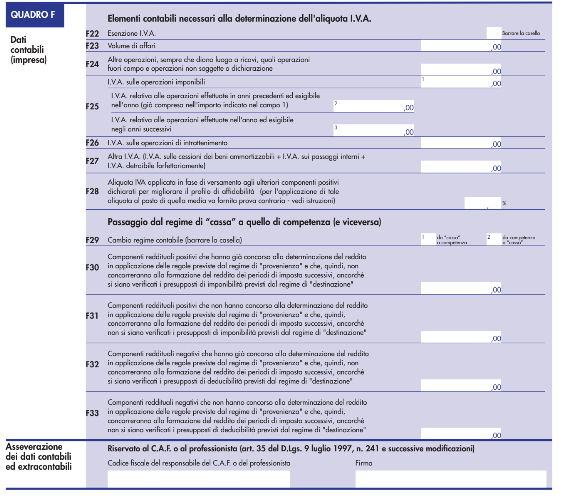 QUADRO F
Dati
contabili
(impresa)
Elementi contabili necessari alla determinazione dell'aliquota I.V.A.
F22 Esenzione I.V.A. Barrare la casella
F23 Volume di affari ,00
F24 Altre operazioni, sempre che diano luogo a ricavi, quali operazioni
fuori campo e operazioni non soggette a dichiarazione ,00
I.V.A. sulle operazioni imponibili 1 ,00
F25 I.V.A. relativa alle operazioni effettuate in anni precedenti ed esigibile
nell'anno (già compresa nell'importo indicato nel campo 1) 2 ,00
I.V.A. relativa alle operazioni effettuate nell'anno ed esigibile
negli anni successivi 3 ,00
F26 I.V.A. sulle operazioni di intrattenimento ,00
F27 Altra I.V.A. (I.V.A. sulle cessioni dei beni ammortizzabili + I.V.A. sui passaggi interni +
I.V.A. detraibile forfettariamente) ,00
F28 Aliquota IVA applicata in fase di versamento agli ulteriori componenti positivi
dichiarati per migliorare il profilo di affidabilità (per l'applicazione di tale
aliquota al posto di quella media va fornita prova contraria - vedi istruzioni) , %
Passaggio dal regime di "cassa" a quello di competenza (e viceversa)
F29 Cambio regime contabile (barrare la casella) 1 da "cassa" a competenza 2 da competenza a "cassa"
F30 Componenti reddituali positivi che hanno già concorso alla determinazione del reddito
in applicazione delle regole previste dal regime di "provenienza" e che, quindi, non
concorreranno alla formazione del reddito dei periodi di imposta successivi, ancorché
si siano verificati i presupposti di imponibilità previsti dal regime di "destinazione" ,00
F31 Componenti reddituali positivi che non hanno concorso alla determinazione del reddito
in applicazione delle regole previste dal regime di "provenienza" e che, quindi,
concorreranno alla formazione del reddito dei periodi di imposta successivi, ancorché
non si siano verificati i presupposti di imponibilità previsti dal regime di "destinazione" ,00
F32 Componenti reddituali negativi che hanno già concorso alla determinazione del reddito
in applicazione delle regole previste dal regime di "provenienza" e che, quindi, non
concorreranno alla formazione del reddito dei periodi di imposta successivi, ancorché
si siano verificati i presupposti di deducibilità previsti dal regime di "destinazione" ,00
F33 Componenti reddituali negativi che non hanno concorso alla determinazione del reddito
in applicazione delle regole previste dal regime di "provenienza" e che, quindi,
concorreranno alla formazione del reddito dei periodi di imposta successivi, ancorché
non si siano verificati i presupposti di deducibilità previsti dal regime di "destinazione" ,00
Asseverazione
dei dati contabili
ed extracontabili
Riservato al C.A.F. o al professionista (art. 35 del D.Lgs. 9 luglio 1997, n. 241 e successive modificazioni)
Codice fiscale del responsabile del C.A.F. o del professionista Firma